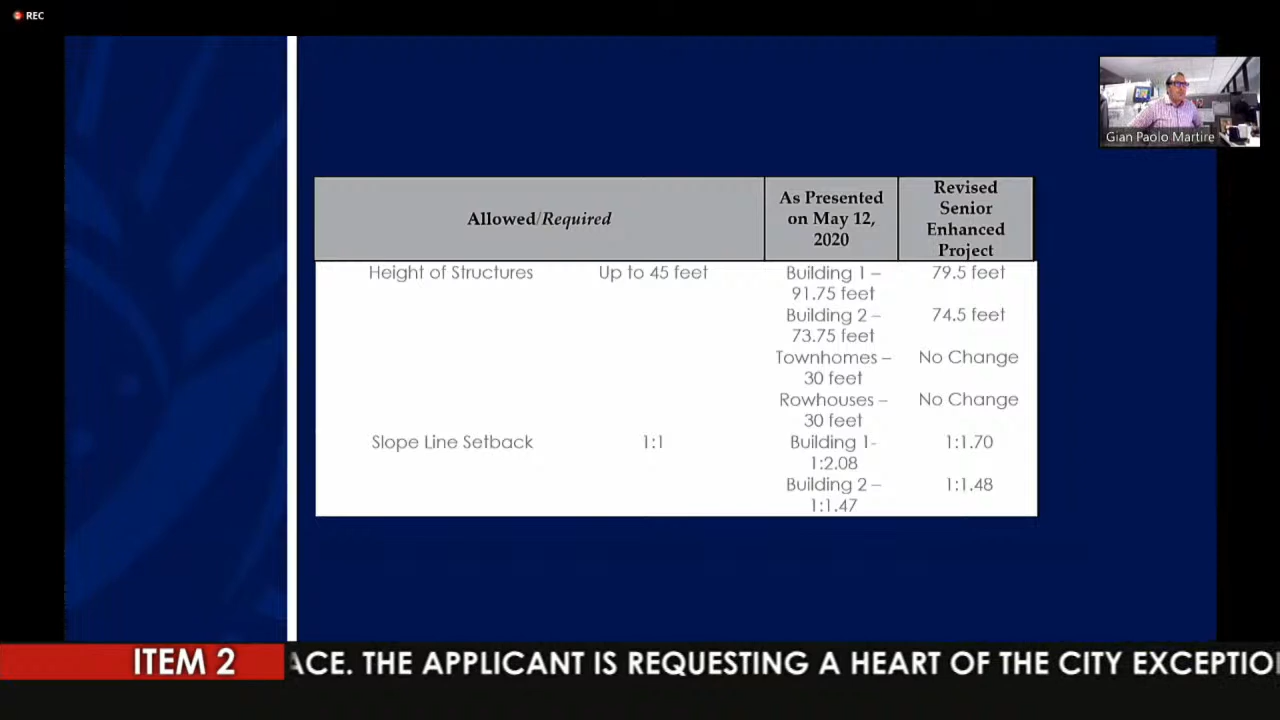 REC
Gian Paolo Martire
Allowed/Required
As Presented
on May 12,
2020
Revised
Senior
Enhanced
Project
Height of Structures
Up to 45 feet
Building 1 –
91.75 feet
79.5 feet
Building 2 –
73.75 feet
74.5 feet
Townhomes –
30 feet
No Change
Rowhouses –
30 feet
No Change
Slope Line Setback
1:1
Building 1-
1:2.08
1:1.70
Building 2 –
1:1.47
1:1.48
ITEM 2
ACE. THE APPLICANT IS REQUESTING A HEART OF THE CITY EXCEPTIO